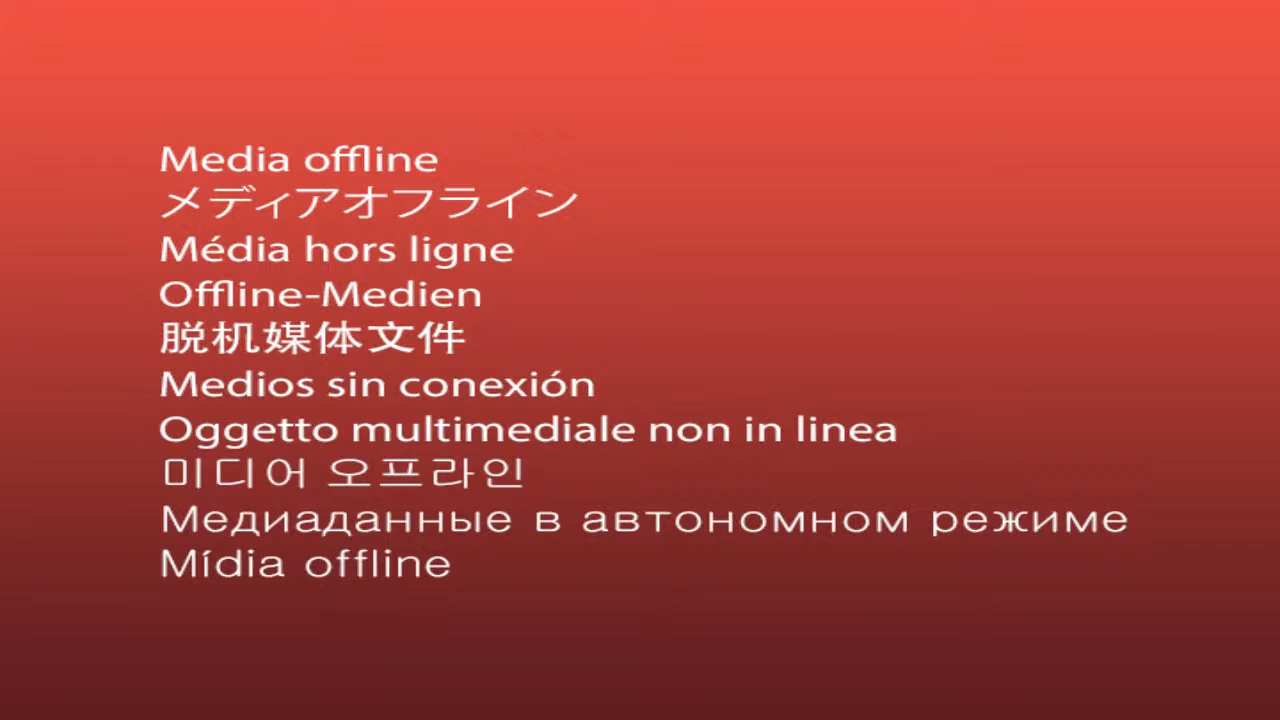 Media offline
メディアオフライン
Média hors ligne
Offline-Medien
脱机媒体文件
Medios sin conexión
Oggetto multimediale non in linea
미디어 오프라인
Медиаданные в автономном режиме
Mídia offline